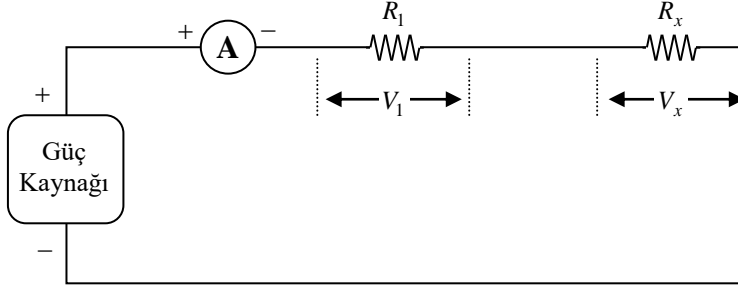 R1 Rx
+ A −
V1 Vx
+
Güç
Kaynağı
−